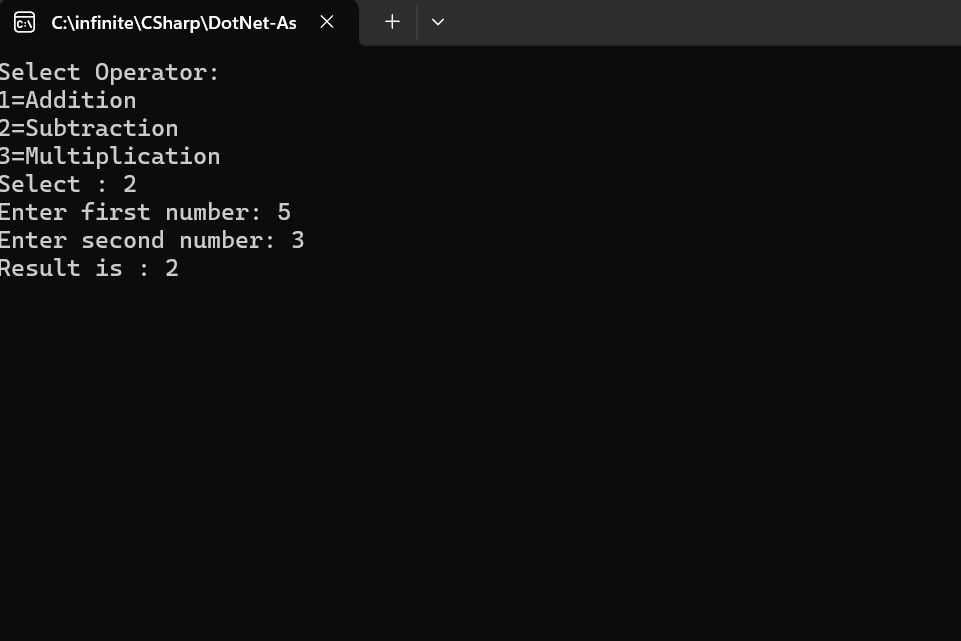 C:\infinite\CSharp\DotNet-As
Select Operator:
1=Addition
2=Subtraction
3=Multiplication
Select : 2
Enter first number: 5
Enter second number: 3
Result is : 2